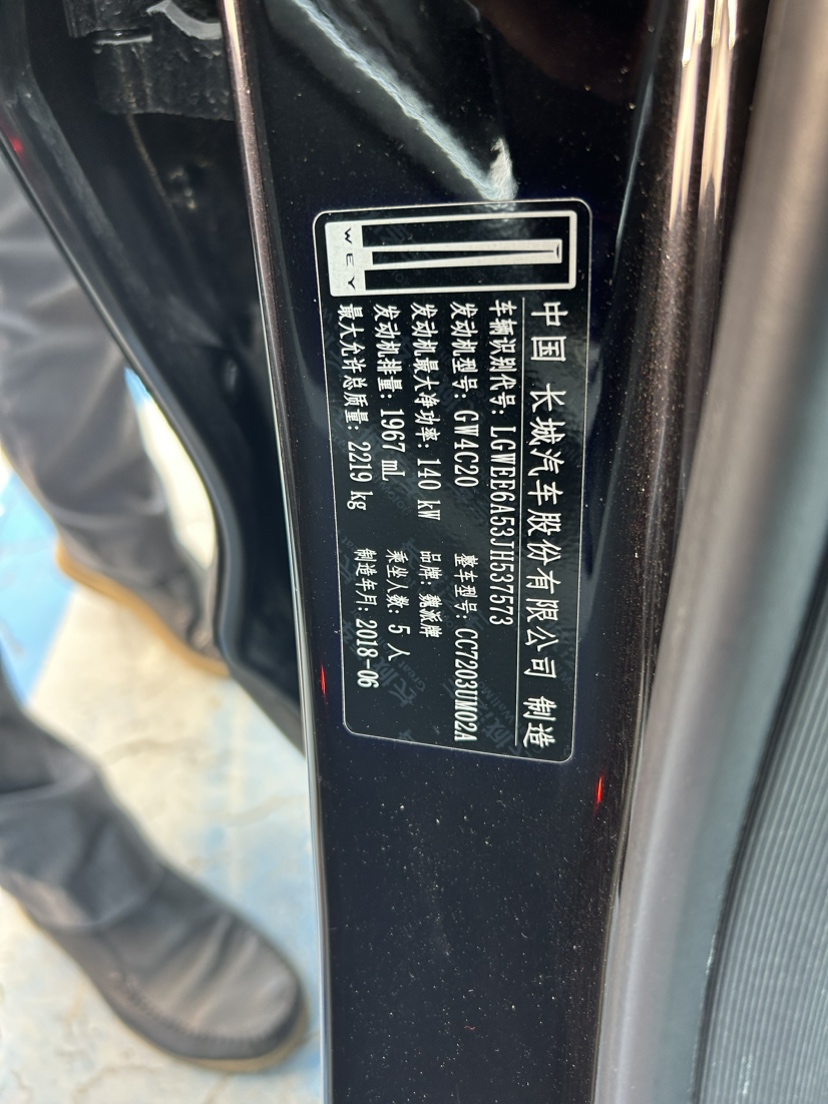 WEY
中国 长城汽车股份有限公司 制造
车辆识别代号: LGWEE6A53JH537573
发动机型号: GW4C20 整车型号: CC7203UM02A
发动机最大净功率: 140 kW 品牌: 魏派牌
发动机排量: 1967 mL 乘坐人数: 5 人
最大允许总质量: 2219 kg 制造年月: 2018-06